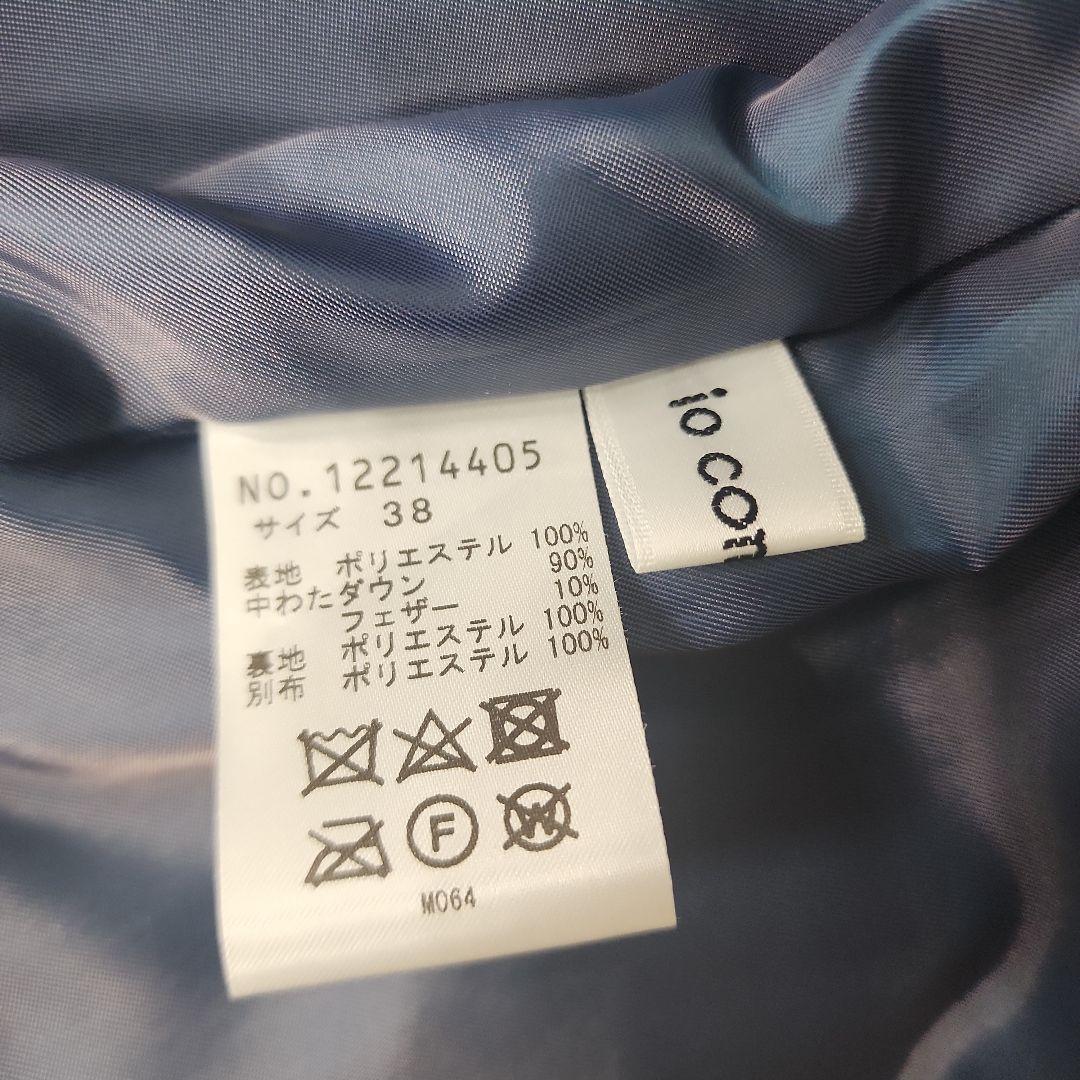 NO.12214405
サイズ 38
表地 ポリエステル 100%
中わた ダウン 90%
フェザー 10%
裏地 ポリエステル 100%
別布 ポリエステル 100%
F
W
M064
io com